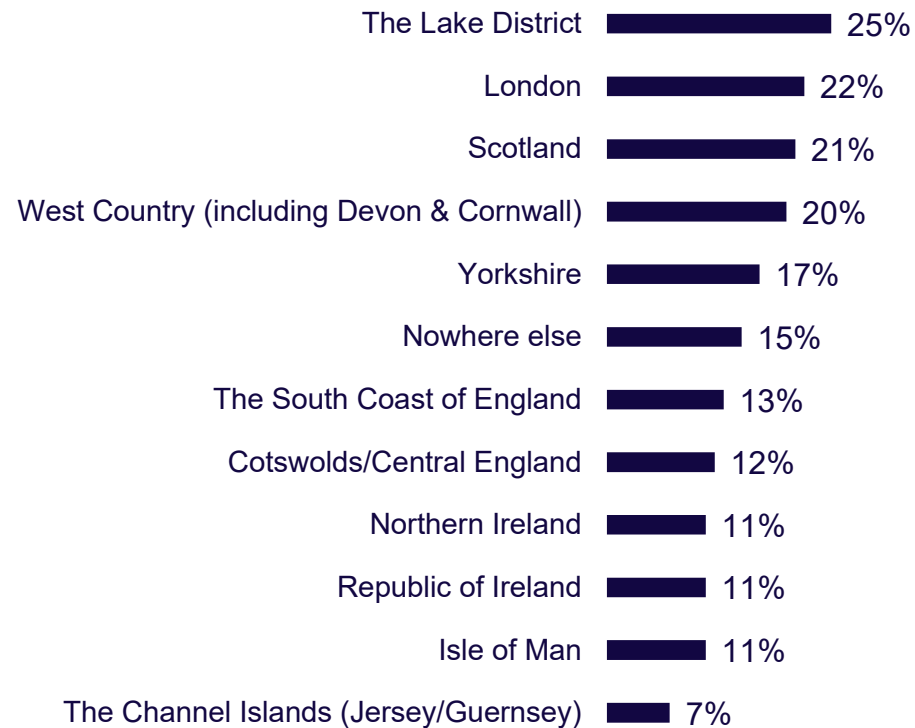 The Lake District 25%
London 22%
Scotland 21%
West Country (including Devon & Cornwall) 20%
Yorkshire 17%
Nowhere else 15%
The South Coast of England 13%
Cotswolds/Central England 12%
Northern Ireland 11%
Republic of Ireland 11%
Isle of Man 11%
The Channel Islands (Jersey/Guernsey) 7%